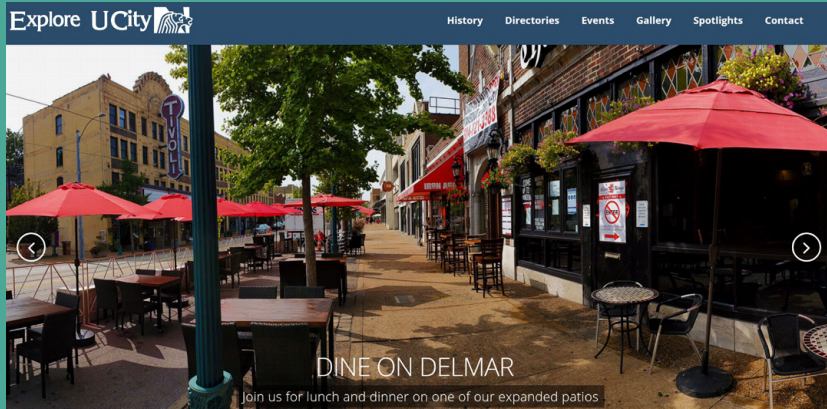 Explore UCity
History Directories Events Gallery Spotlights Contact
TIVOLI
DINE ON DELMAR
Join us for lunch and dinner on one of our expanded patios